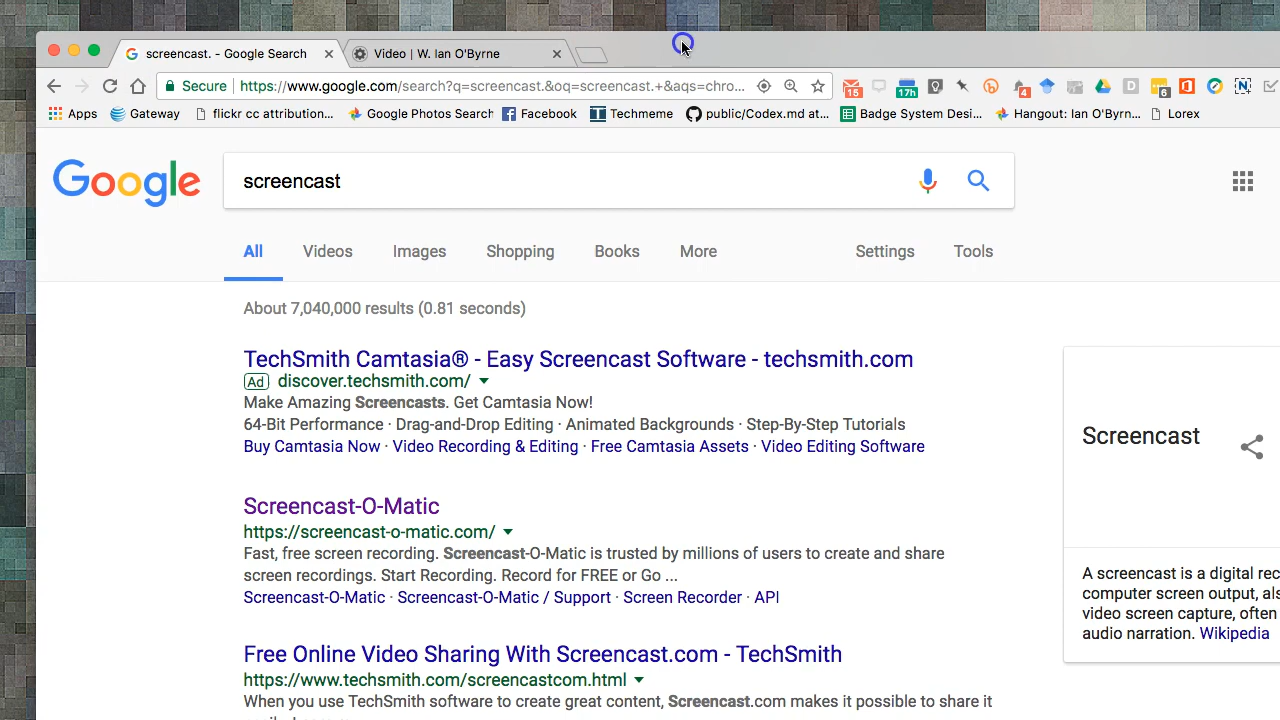 screencast. - Google Search
Video | W. Ian O'Byrne
Secure
https://www.google.com/search?q=screencast.&oq=screencast.+&aqs=chro...
15
17h
4
D
6
N
Apps
Gateway
flickr cc attribution...
Google Photos Search
Facebook
Techmeme
public/Codex.md at...
Badge System Desi...
Hangout: Ian O'Byrn...
Lorex
Google
screencast
All
Videos
Images
Shopping
Books
More
Settings
Tools
About 7,040,000 results (0.81 seconds)
TechSmith Camtasia® - Easy Screencast Software - techsmith.com
Ad discover.techsmith.com/
Make Amazing Screencasts. Get Camtasia Now!
64-Bit Performance · Drag-and-Drop Editing · Animated Backgrounds · Step-By-Step Tutorials
Buy Camtasia Now · Video Recording & Editing · Free Camtasia Assets · Video Editing Software
Screencast-O-Matic
https://screencast-o-matic.com/
Fast, free screen recording. Screencast-O-Matic is trusted by millions of users to create and share
screen recordings. Start Recording. Record for FREE or Go ...
Screencast-O-Matic · Screencast-O-Matic / Support · Screen Recorder · API
Free Online Video Sharing With Screencast.com - TechSmith
https://www.techsmith.com/screencastcom.html
When you use TechSmith software to create great content, Screencast.com makes it possible to share it
Screencast
A screencast is a digital rec
computer screen output, als
video screen capture, often
audio narration. Wikipedia